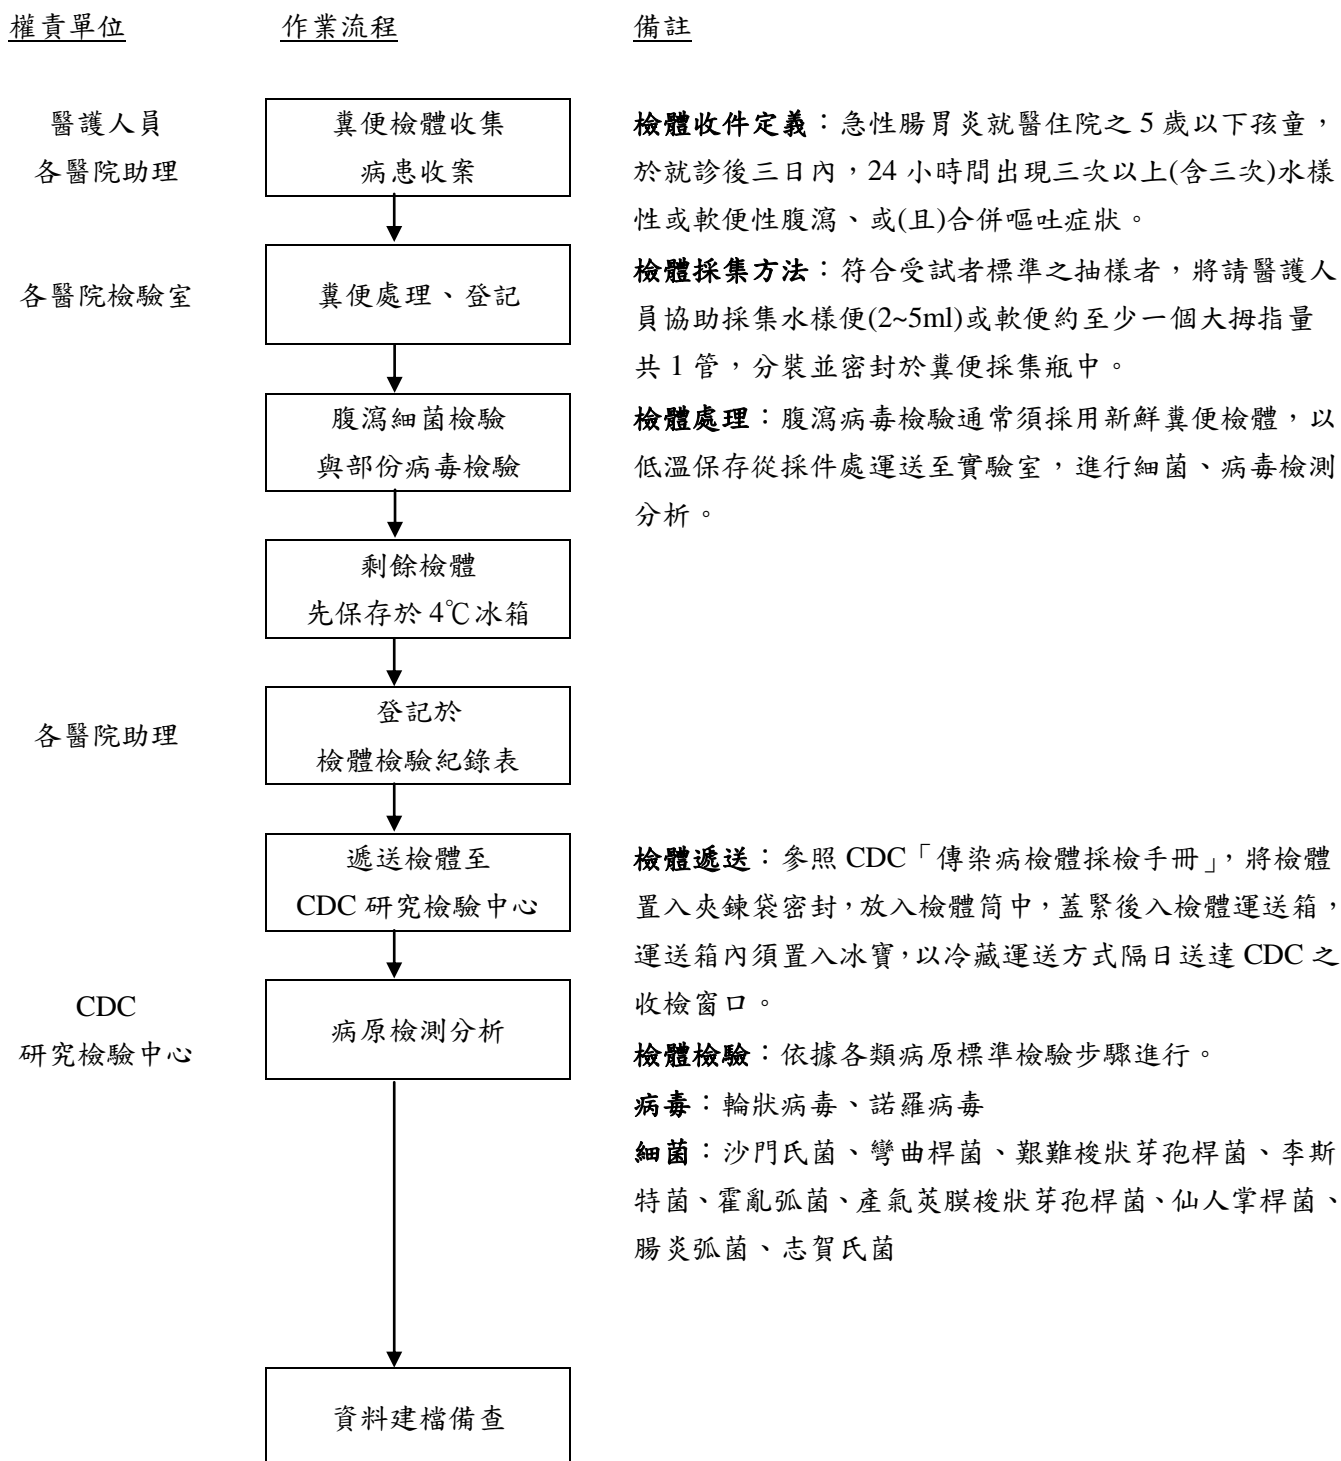 權責單位 作業流程 備註
醫護人員
各醫院助理
糞便檢體收集
病患收案
檢體收件定義：急性腸胃炎就醫住院之 5 歲以下孩童，
於就診後三日內，24 小時間出現三次以上(含三次)水樣
性或軟便性腹瀉、或(且)合併嘔吐症狀。
各醫院檢驗室
糞便處理、登記
檢體採集方法：符合受試者標準之抽樣者，將請醫護人
員協助採集水樣便(2~5ml)或軟便約至少一個大拇指量
共 1 管，分裝並密封於糞便採集瓶中。
腹瀉細菌檢驗
與部份病毒檢驗
檢體處理：腹瀉病毒檢驗通常須採用新鮮糞便檢體，以
低溫保存從採件處運送至實驗室，進行細菌、病毒檢測
分析。
剩餘檢體
先保存於 4℃冰箱
各醫院助理
登記於
檢體檢驗紀錄表
遞送檢體至
CDC 研究檢驗中心
檢體遞送：參照 CDC「傳染病檢體採檢手冊」，將檢體
置入夾鍊袋密封，放入檢體筒中，蓋緊後入檢體運送箱，
運送箱內須置入冰寶，以冷藏運送方式隔日送達 CDC 之
收檢窗口。
CDC
研究檢驗中心
病原檢測分析
檢體檢驗：依據各類病原標準檢驗步驟進行。
病毒：輪狀病毒、諾羅病毒
細菌：沙門氏菌、彎曲桿菌、艱難梭狀芽孢桿菌、李斯
特菌、霍亂弧菌、產氣莢膜梭狀芽孢桿菌、仙人掌桿菌、
腸炎弧菌、志賀氏菌
資料建檔備查